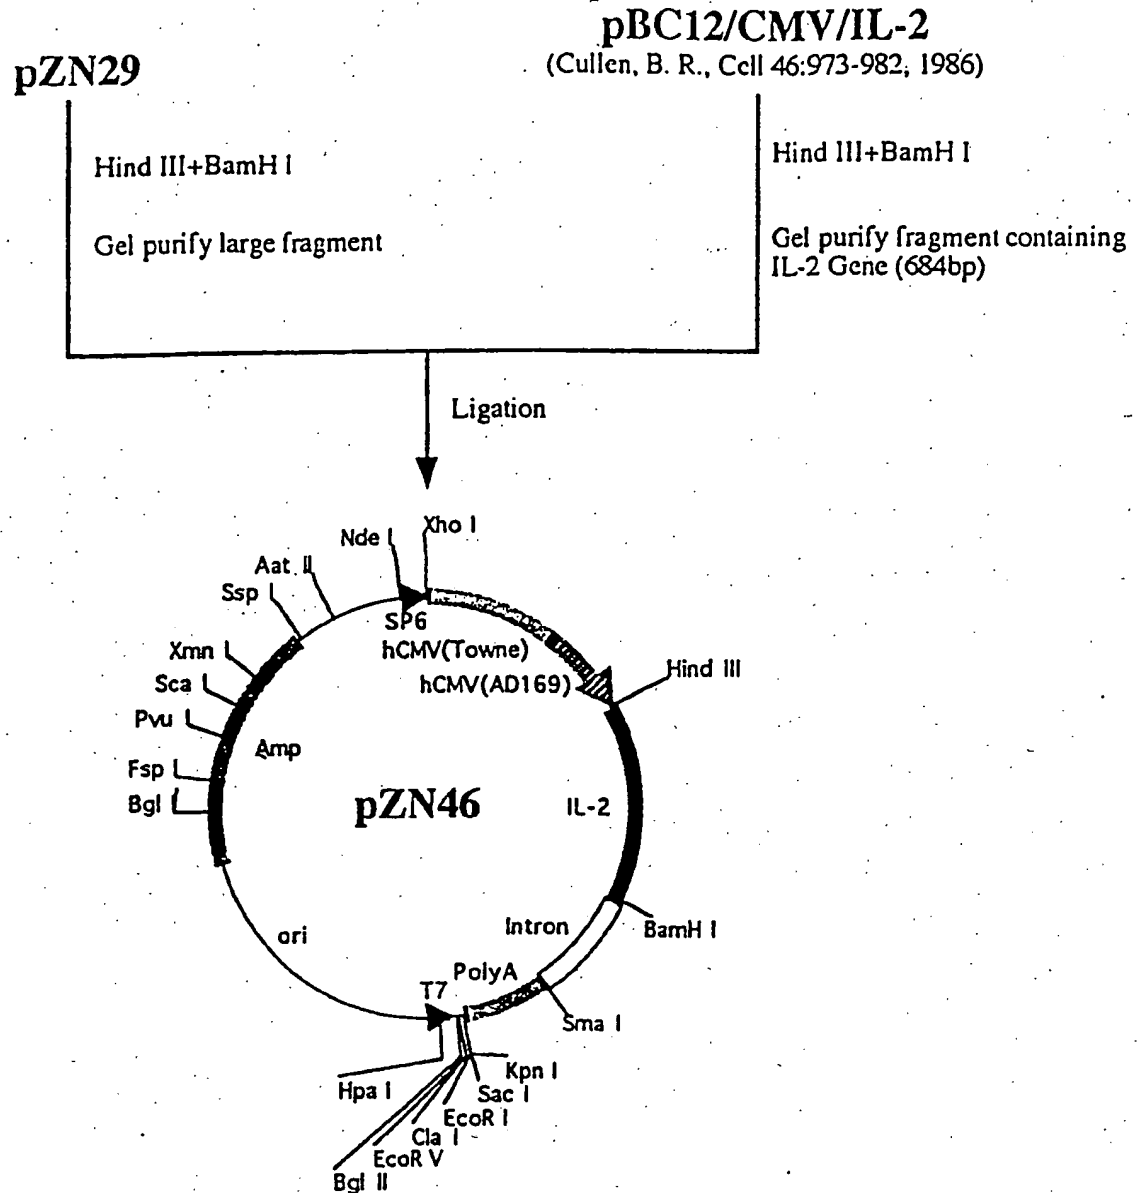 pBC12/CMV/IL-2
(Cullen, B. R., Cell 46:973-982, 1986)
pZN29
Hind III+BamH I
Gel purify large fragment
Hind III+BamH I
Gel purify fragment containing
IL-2 Gene (684bp)
Ligation
Xho I
Nde I
Aat II
Ssp I
SP6
hCMV(Towne)
hCMV(AD169)
Xmn I
Sca I
Pvu I
Fsp I
Bgl I
Amp
Hind III
pZN46
IL-2
ori
Intron
BamH I
PolyA
T7
Sma I
Kpn I
Hpa I
Sac I
EcoR I
Cla I
EcoR V
Bgl II